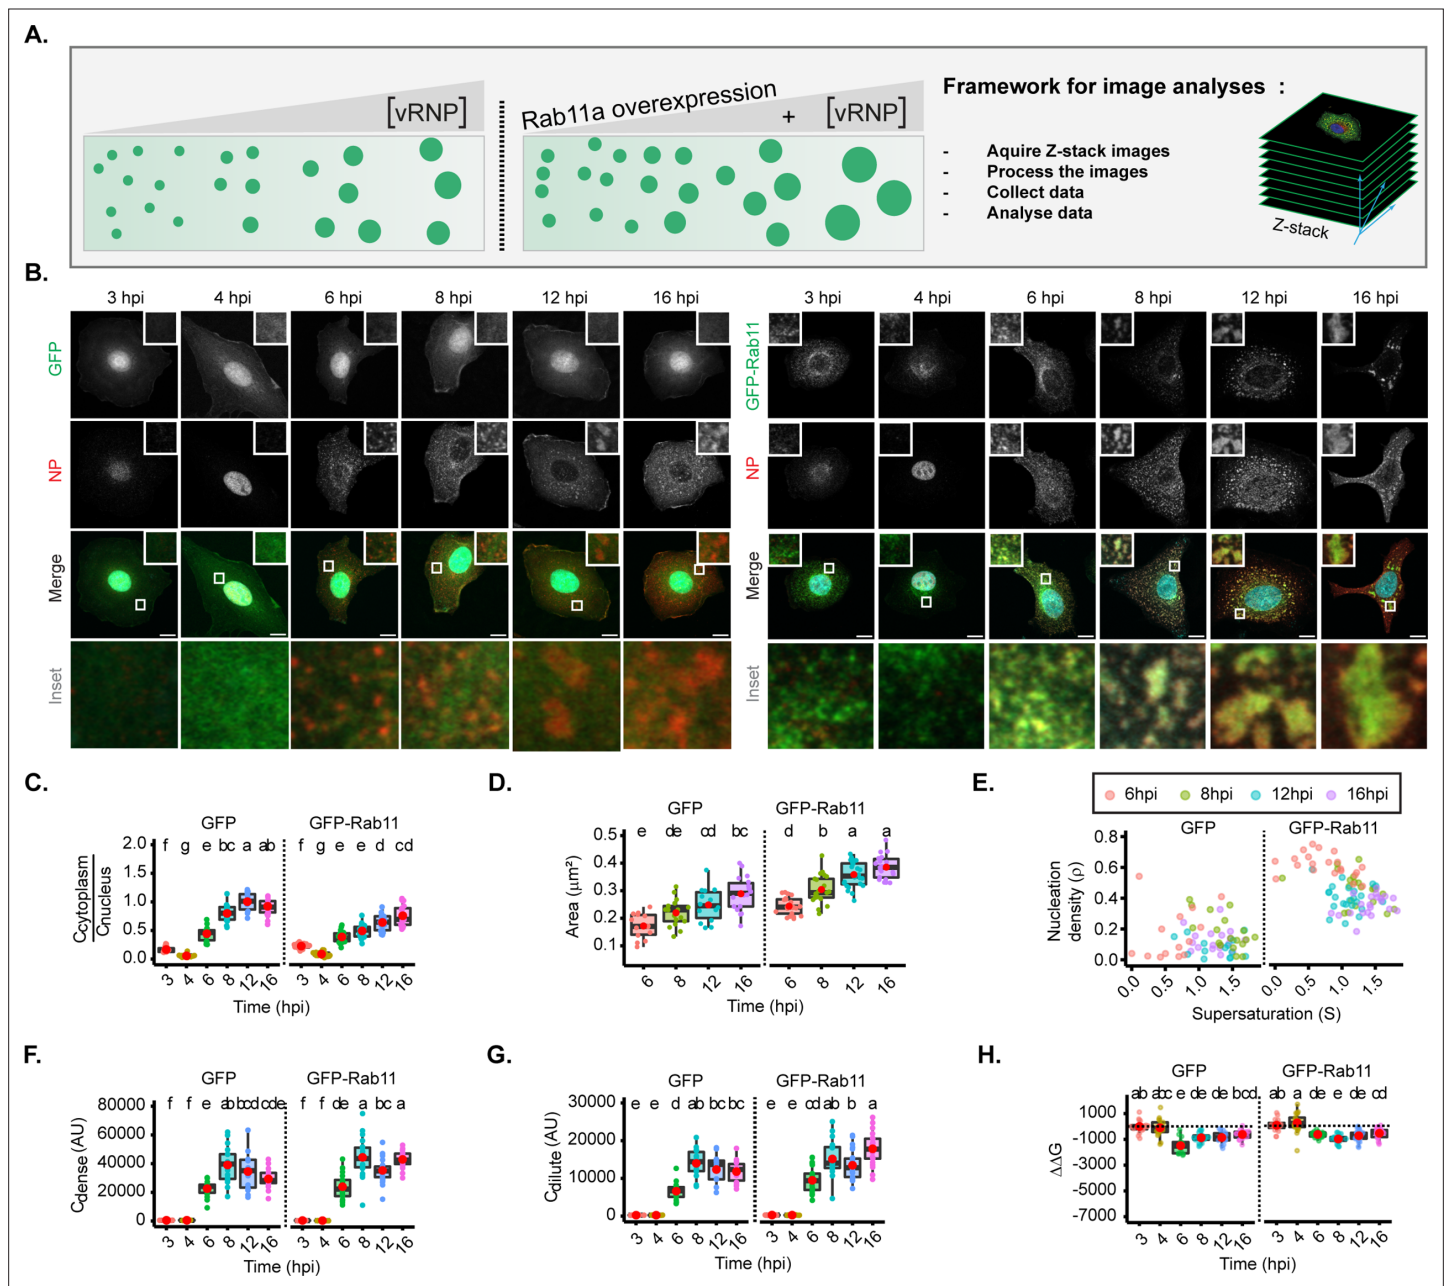 A.
[vRNP]
Rab11a overexpression + [vRNP]
Framework for image analyses :
- Aquire Z-stack images
- Process the images
- Collect data
- Analyse data
Z-stack
B.
3 hpi 4 hpi 6 hpi 8 hpi 12 hpi 16 hpi 3 hpi 4 hpi 6 hpi 8 hpi 12 hpi 16 hpi
GFP GFP-Rab11
NP NP
Merge Merge
Inset Inset
C.
GFP GFP-Rab11
f g e bc a ab f g e e d cd
2.0
1.5
1.0
0.5
0.0
Ccytoplasm
Cnucleus
3 4 6 8 12 16 3 4 6 8 12 16
Time (hpi)
D.
GFP GFP-Rab11
e de cd bc d b a a
0.5
0.4
0.3
0.2
0.1
Area (µm²)
6 8 12 16 6 8 12 16
Time (hpi)
E.
6hpi 8hpi 12hpi 16hpi
GFP GFP-Rab11
0.8
0.6
0.4
0.2
0.0
Nucleation
density (ρ)
0.0 0.5 1.0 1.5 0.0 0.5 1.0 1.5
Supersaturation (S)
F.
GFP GFP-Rab11
f f e ab bcd cde f f de a bc a
80000
60000
40000
20000
0
Cdense (AU)
3 4 6 8 12 16 3 4 6 8 12 16
Time (hpi)
G.
GFP GFP-Rab11
e e d ab bc bc e e cd ab b a
30000
20000
10000
0
Cdilute (AU)
3 4 6 8 12 16 3 4 6 8 12 16
Time (hpi)
H.
GFP GFP-Rab11
ab abc e de de bcd ab a de e de cd
1000
-1000
-3000
-5000
-7000
ΔΔG
3 4 6 8 12 16 3 4 6 8 12 16
Time (hpi)